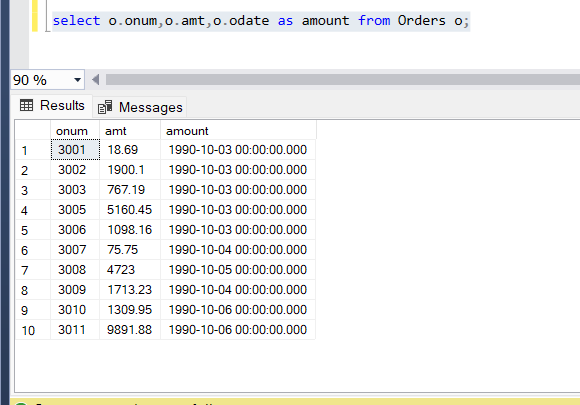 select o.onum,o.amt,o.odate as amount from Orders o;
90 %
Results Messages
onum amt amount
1 3001 18.69 1990-10-03 00:00:00.000
2 3002 1900.1 1990-10-03 00:00:00.000
3 3003 767.19 1990-10-03 00:00:00.000
4 3005 5160.45 1990-10-03 00:00:00.000
5 3006 1098.16 1990-10-03 00:00:00.000
6 3007 75.75 1990-10-04 00:00:00.000
7 3008 4723 1990-10-05 00:00:00.000
8 3009 1713.23 1990-10-04 00:00:00.000
9 3010 1309.95 1990-10-06 00:00:00.000
10 3011 9891.88 1990-10-06 00:00:00.000